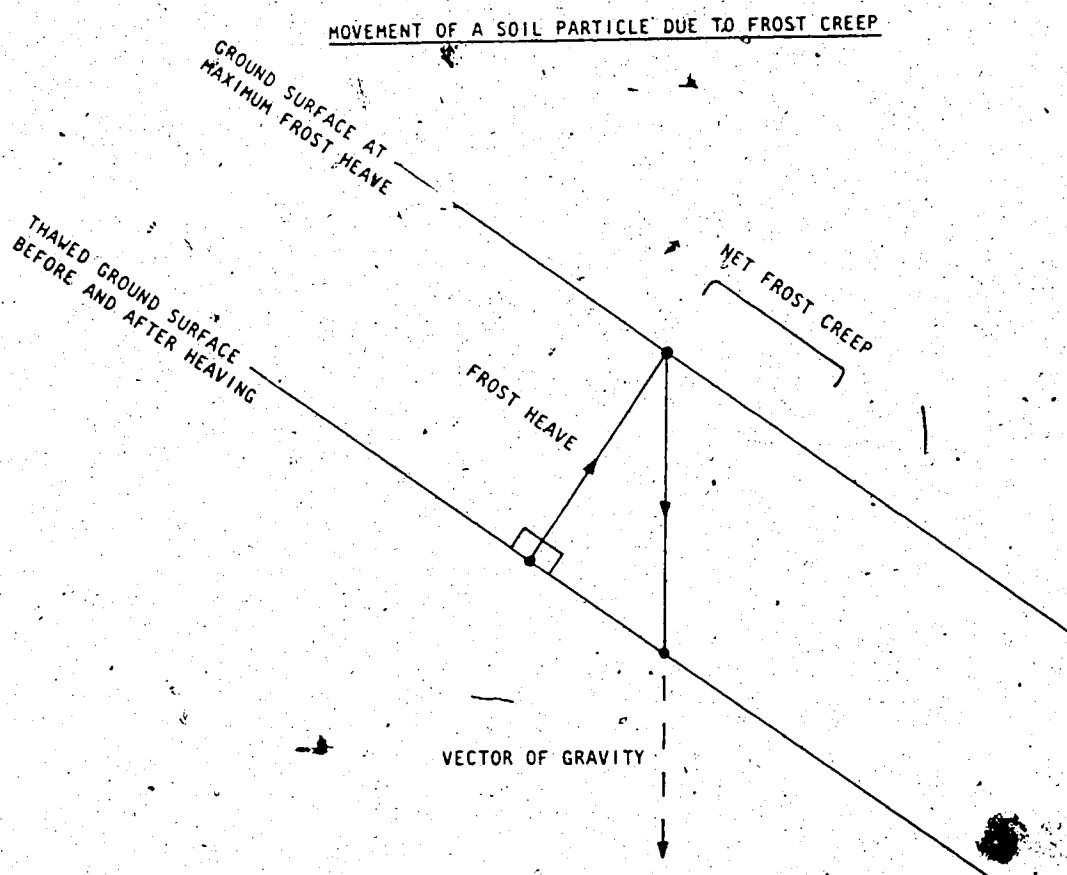 MOVEMENT OF A SOIL PARTICLE DUE TO FROST CREEP
GROUND SURFACE AT
MAXIMUM FROST HEAVE
THAWED GROUND SURFACE
BEFORE AND AFTER HEAVING
NET FROST CREEP
FROST HEAVE
VECTOR OF GRAVITY